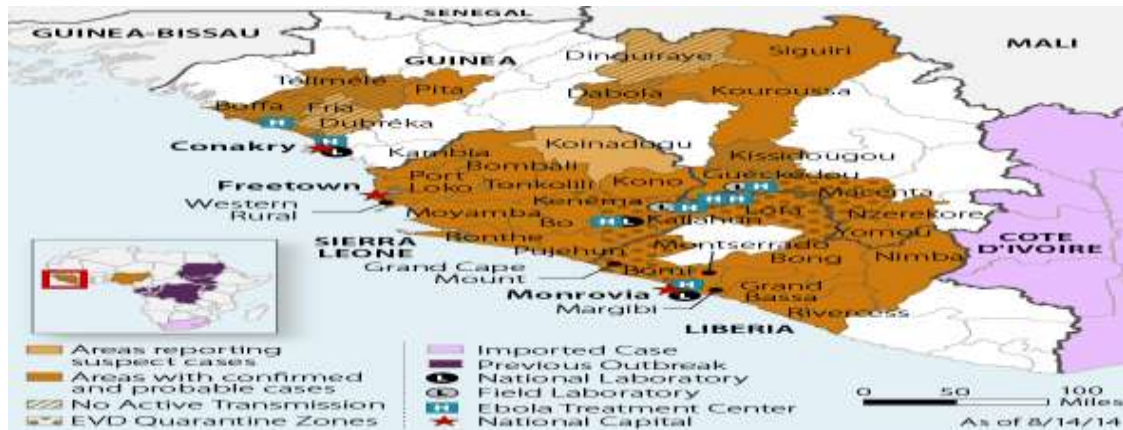 SENEGAL
GUINEA-BISSAU
MALI
GUINEA
Dinguiraye
Siguiri
Télimélé
Pita
Dabola
Kouroussa
Boffa
Fria
Dubréka
Conakry
Kambia
Koinadogu
Bombali
Kissidougou
Port
Loko
Tonkolili
Kono
Gueckedou
Macenta
Freetown
Western
Rural
Kenema
Moyamba
Bo
Kailahun
Lofa
Nzerekore
Yomou
Bonthe
SIERRA
LEONE
Pujehun
Montserrado
COTE
D'IVOIRE
Grand Cape
Mount
Bomi
Bong
Nimba
Monrovia
Margibi
Grand
Bassa
Rivercess
LIBERIA
Areas reporting
suspect cases
Areas with confirmed
and probable cases
No Active Transmission
EVD Quarantine Zones
Imported Case
Previous Outbreak
L National Laboratory
L Field Laboratory
H Ebola Treatment Center
National Capital
0 50 100
Miles
As of 8/14/14